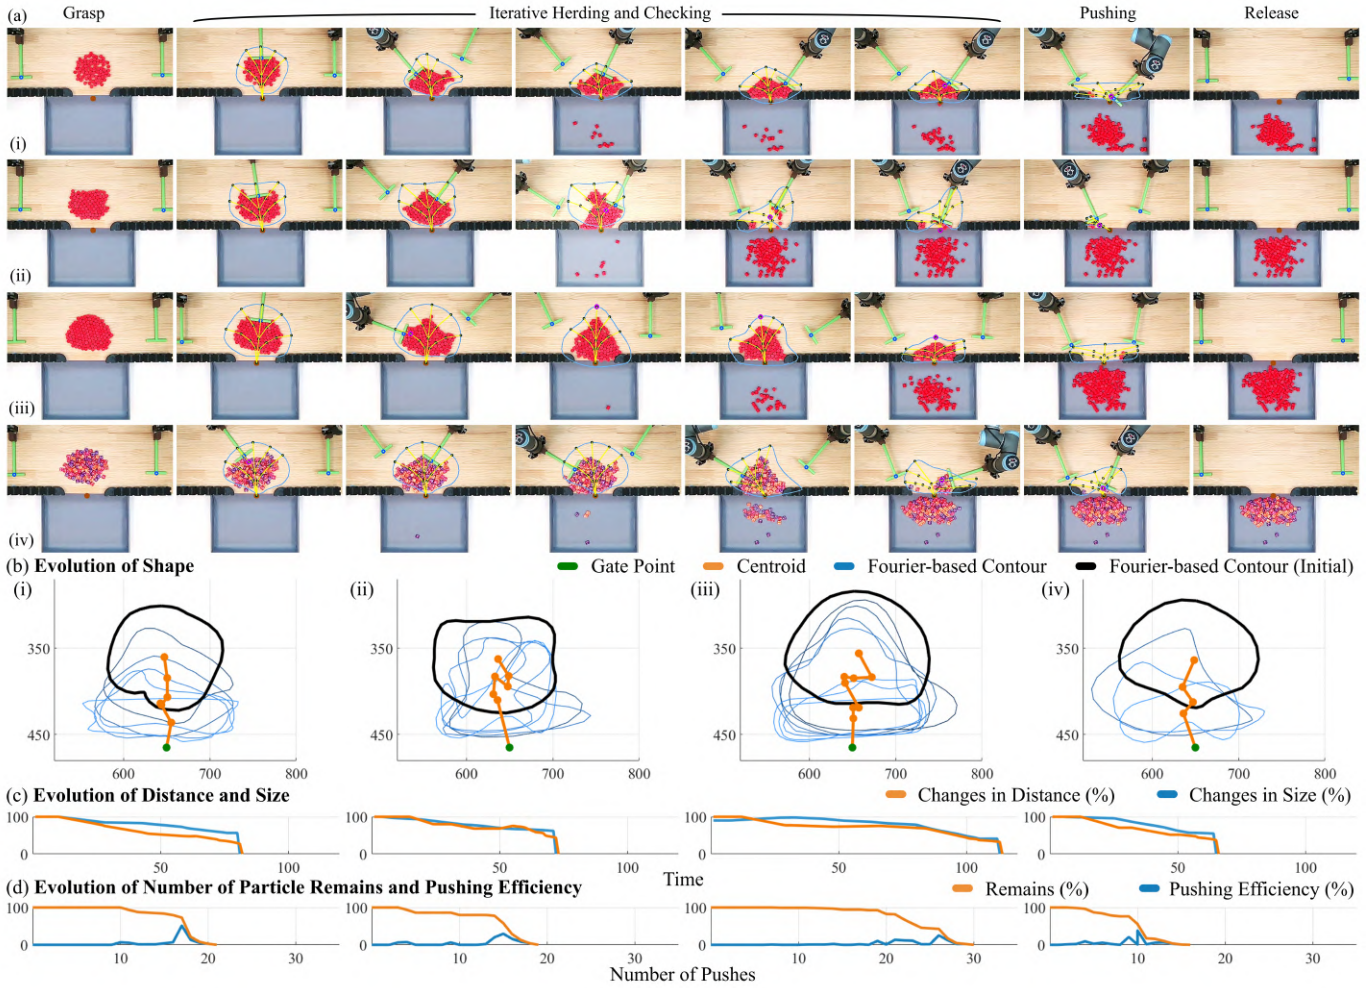 (a) Grasp Iterative Herding and Checking Pushing Release
(i)
(ii)
(iii)
(iv)
(b) Evolution of Shape Gate Point Centroid Fourier-based Contour Fourier-based Contour (Initial)
(i) (ii) (iii) (iv)
350 350 350 350
450 450 450 450
600 700 800 600 700 800 600 700 800 600 700 800
(c) Evolution of Distance and Size Changes in Distance (%) Changes in Size (%)
100 100 100 100
0 0 0 0
50 100 50 100 50 100 50 100
Time
(d) Evolution of Number of Particle Remains and Pushing Efficiency Remains (%) Pushing Efficiency (%)
100 100 100 100
0 0 0 0
10 20 30 10 20 30 10 20 30 10 20 30
Number of Pushes